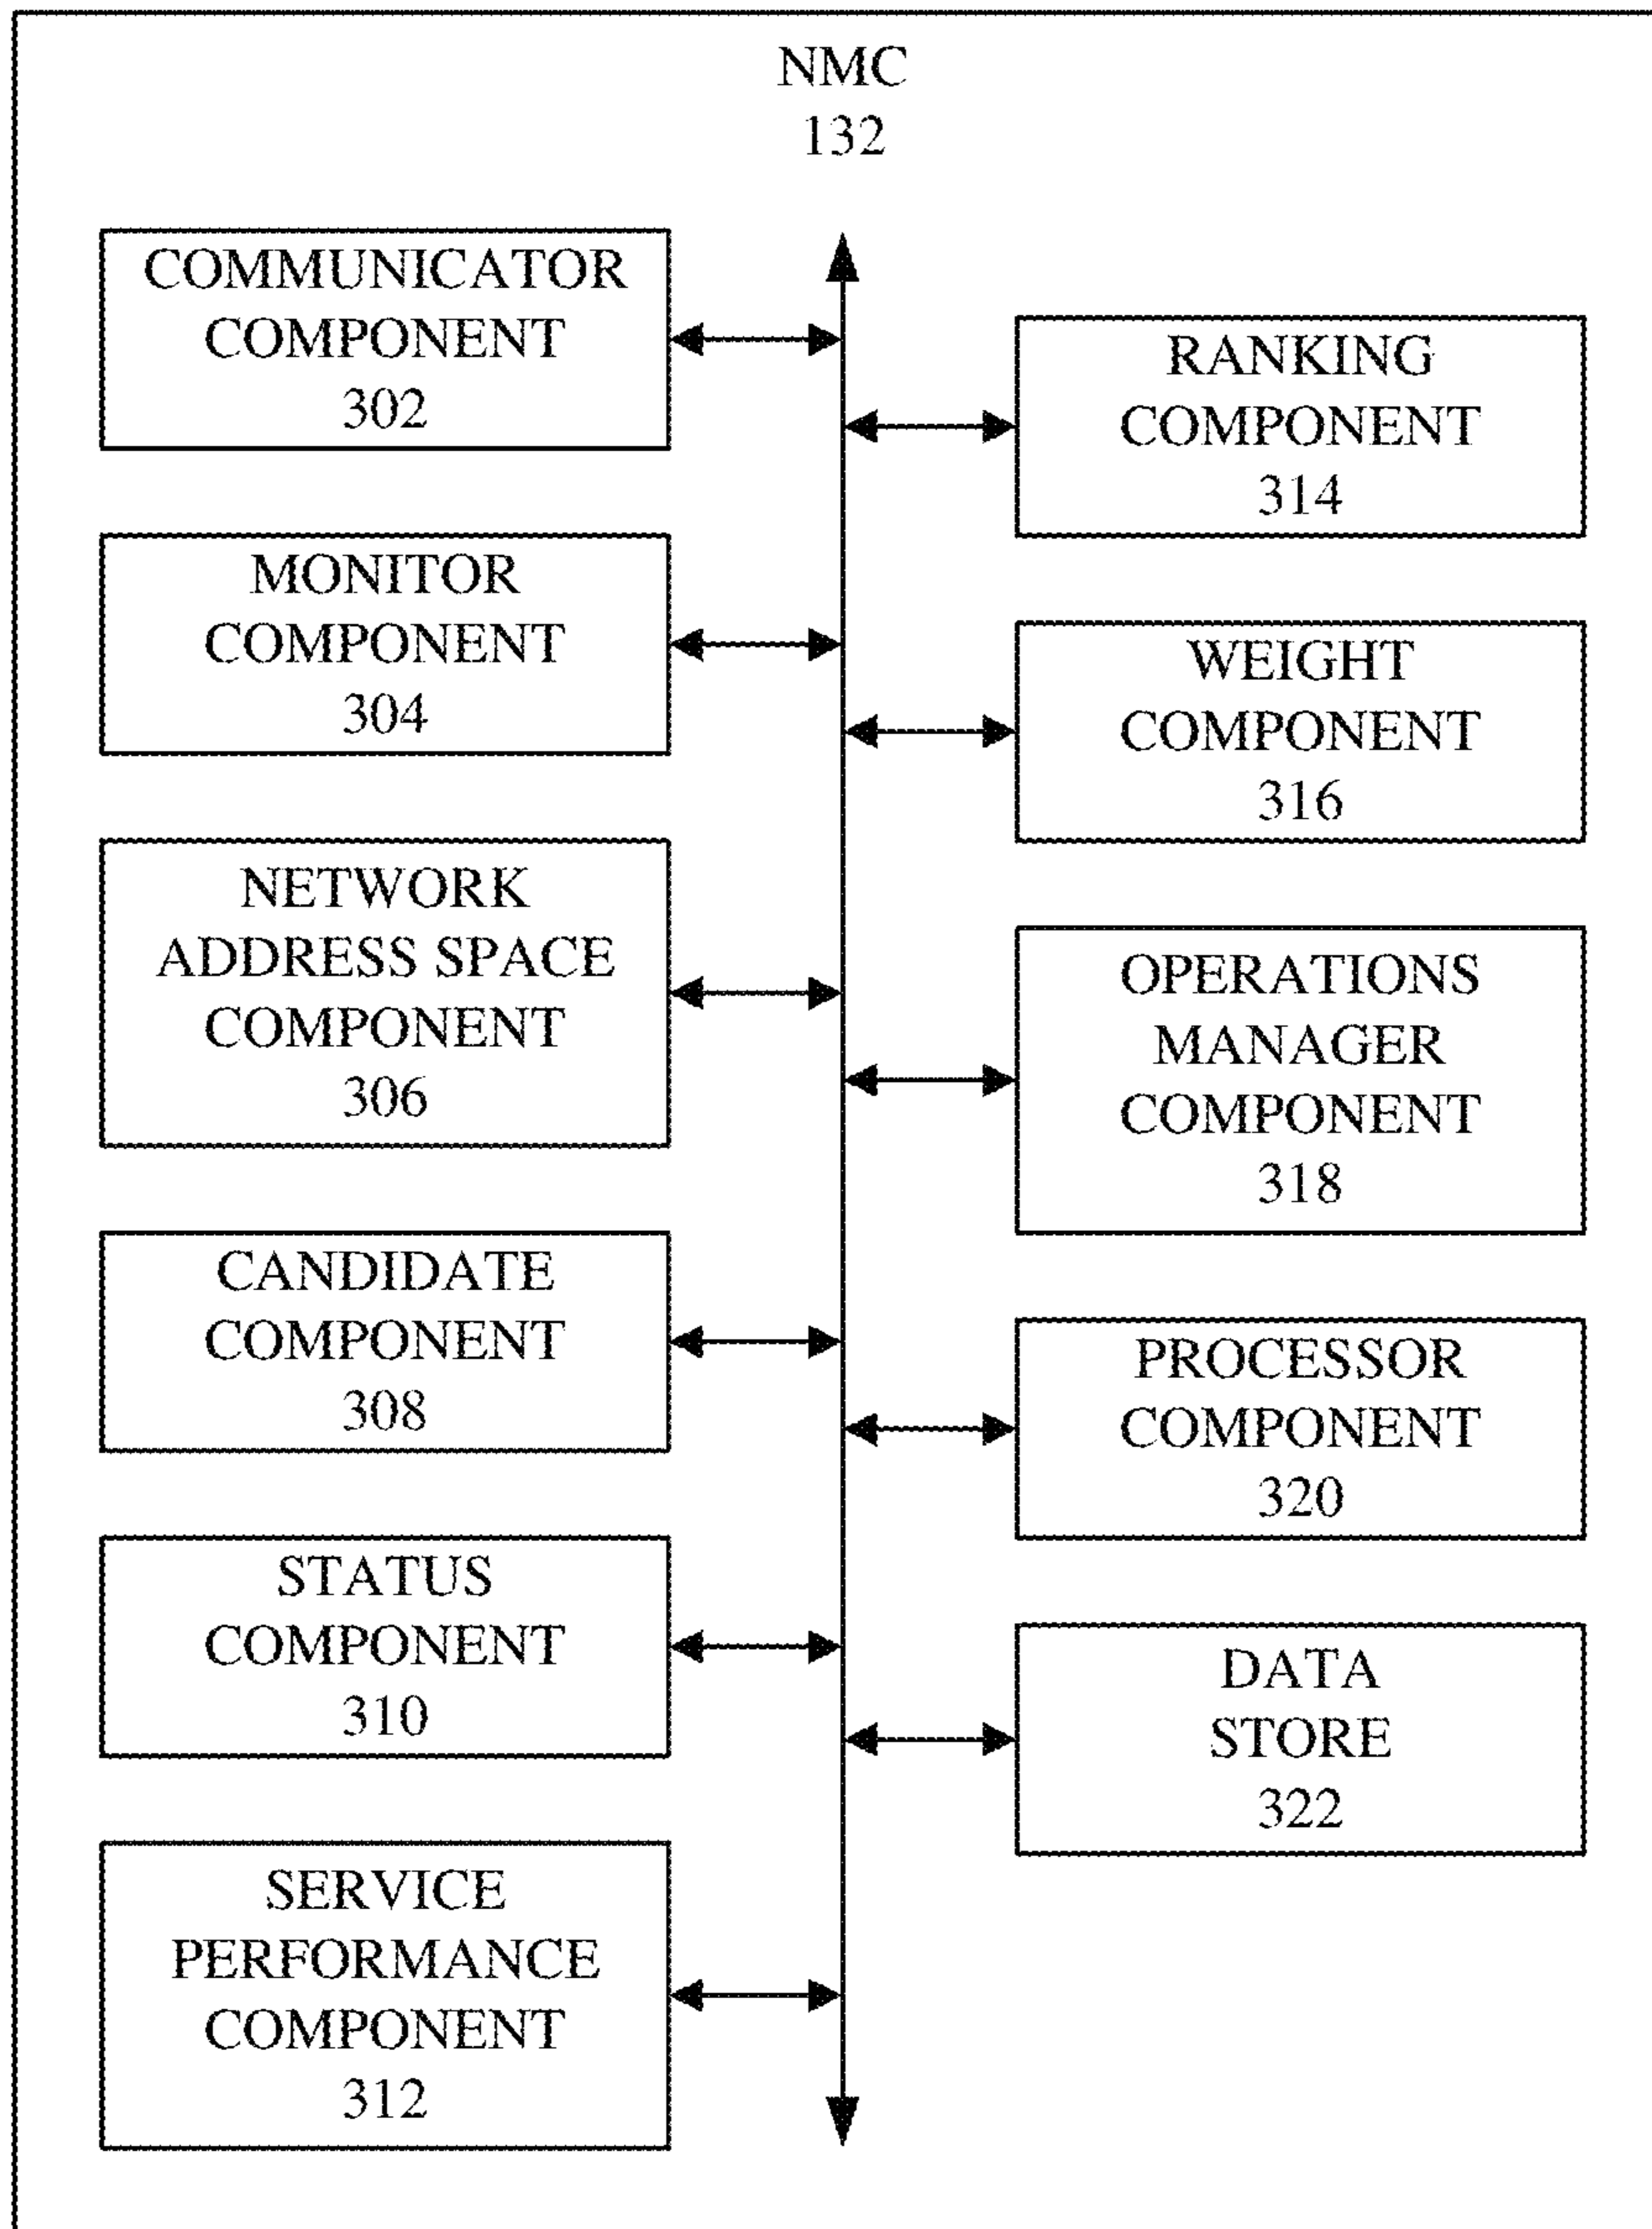 NMC
132
COMMUNICATOR
COMPONENT
302
MONITOR
COMPONENT
304
NETWORK
ADDRESS SPACE
COMPONENT
306
CANDIDATE
COMPONENT
308
STATUS
COMPONENT
310
SERVICE
PERFORMANCE
COMPONENT
312
RANKING
COMPONENT
314
WEIGHT
COMPONENT
316
OPERATIONS
MANAGER
COMPONENT
318
PROCESSOR
COMPONENT
320
DATA
STORE
322